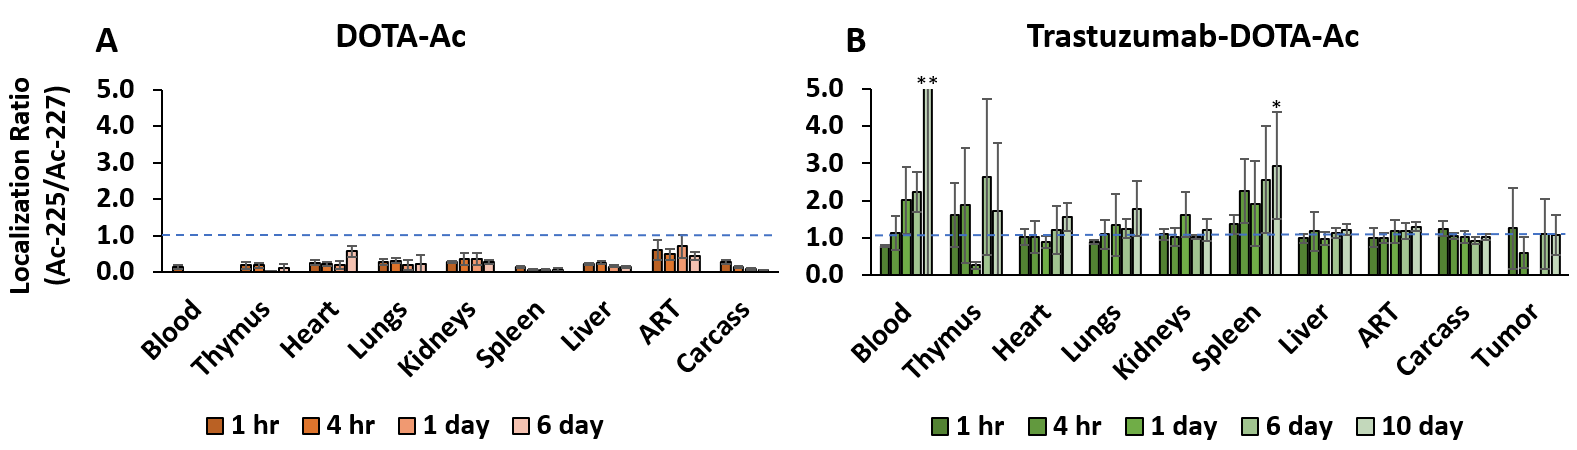 A DOTA-Ac
Localization Ratio
(Ac-225/Ac-227)
5.0
4.0
3.0
2.0
1.0
0.0
Blood Thymus Heart Lungs Kidneys Spleen Liver ART Carcass
1 hr 4 hr 1 day 6 day
B Trastuzumab-DOTA-Ac
5.0
4.0
3.0
2.0
1.0
0.0
* *
*
Blood Thymus Heart Lungs Kidneys Spleen Liver ART Carcass Tumor
1 hr 4 hr 1 day 6 day 10 day